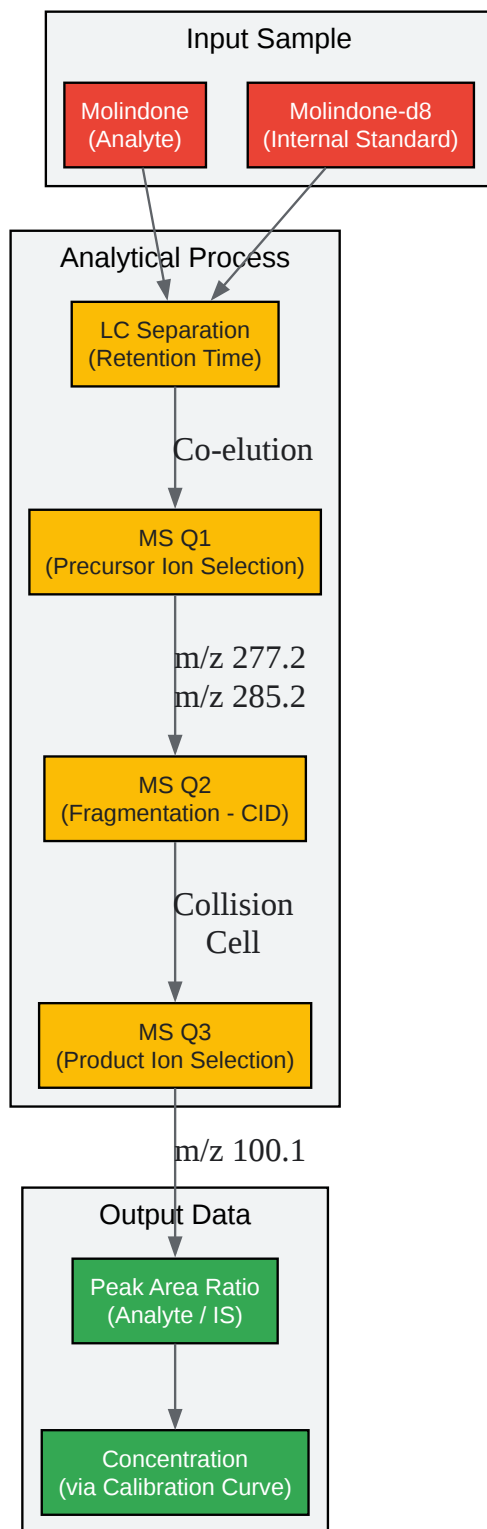 Input Sample
Molindone
(Analyte)
Molindone-d8
(Internal Standard)
Analytical Process
LC Separation
(Retention Time)
Co-elution
MS Q1
(Precursor Ion Selection)
m/z 277.2
m/z 285.2
MS Q2
(Fragmentation - CID)
Collision
Cell
MS Q3
(Product Ion Selection)
m/z 100.1
Output Data
Peak Area Ratio
(Analyte / IS)
Concentration
(via Calibration Curve)